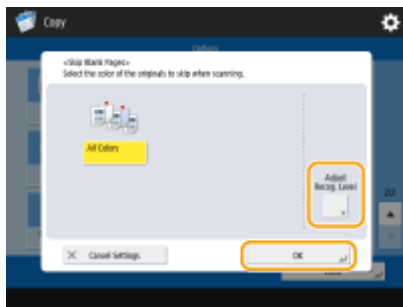 Copy
Options
<Skip Blank Pages>
Select the color of the originals to skip when scanning.
All Colors
Adjust
Recog. Level
20
Cancel Settings
OK